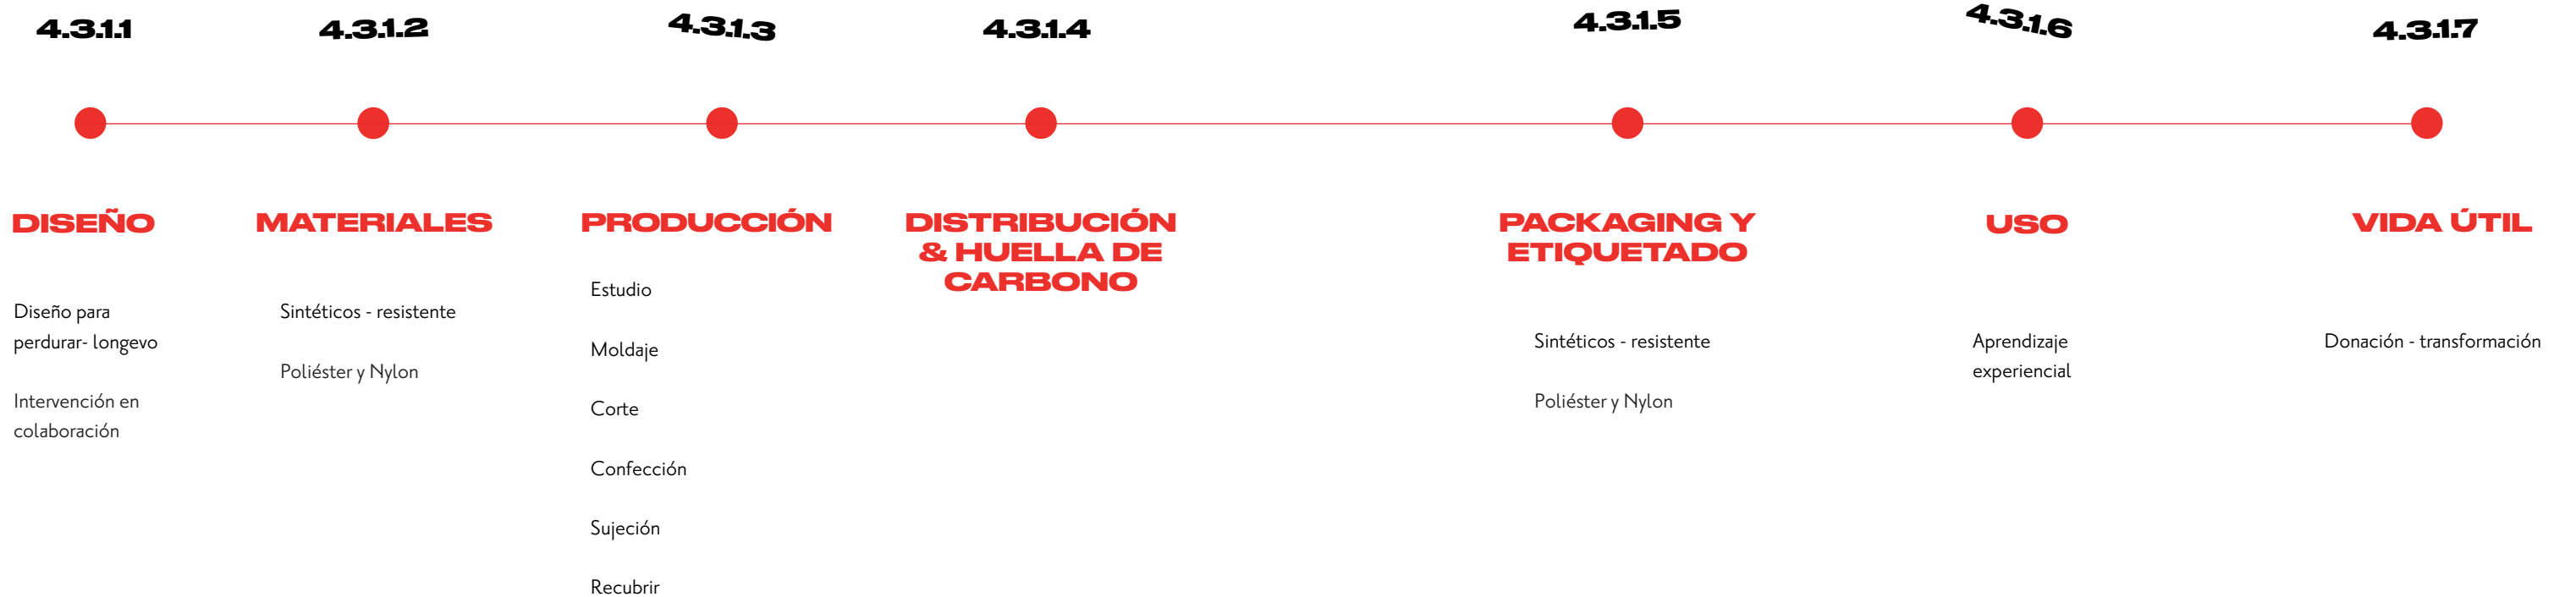 4.3.1.1
4.3.1.2
4.3.1.3
4.3.1.4
4.3.1.5
4.3.1.6
4.3.1.7
DISEÑO
Diseño para
perdurar- longevo
Intervención en
colaboración
MATERIALES
Sintéticos - resistente
Poliéster y Nylon
PRODUCCIÓN
Estudio
Moldaje
Corte
Confección
Sujeción
Recubrir
DISTRIBUCIÓN
& HUELLA DE
CARBONO
PACKAGING Y
ETIQUETADO
Sintéticos - resistente
Poliéster y Nylon
USO
Aprendizaje
experiencial
VIDA ÚTIL
Donación - transformación